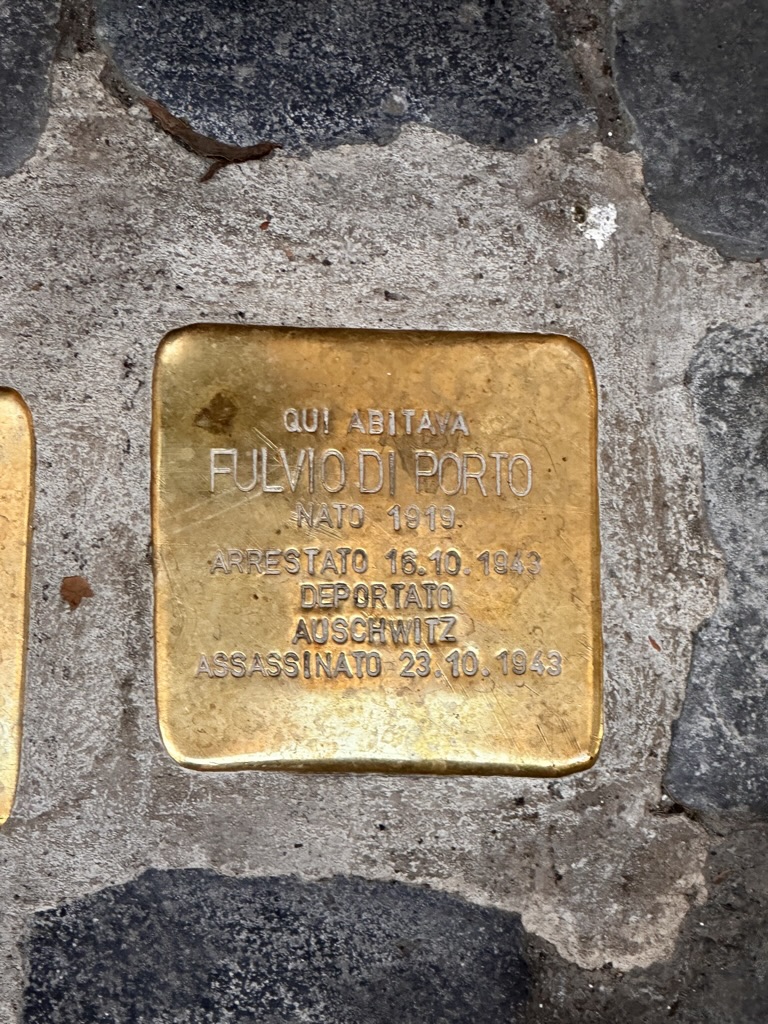 QUI ABITAVA
FULVIO DI PORTO
NATO 1919
ARRESTATO 16.10.1943
DEPORTATO
AUSCHWITZ
ASSASSINATO 23.10.1943